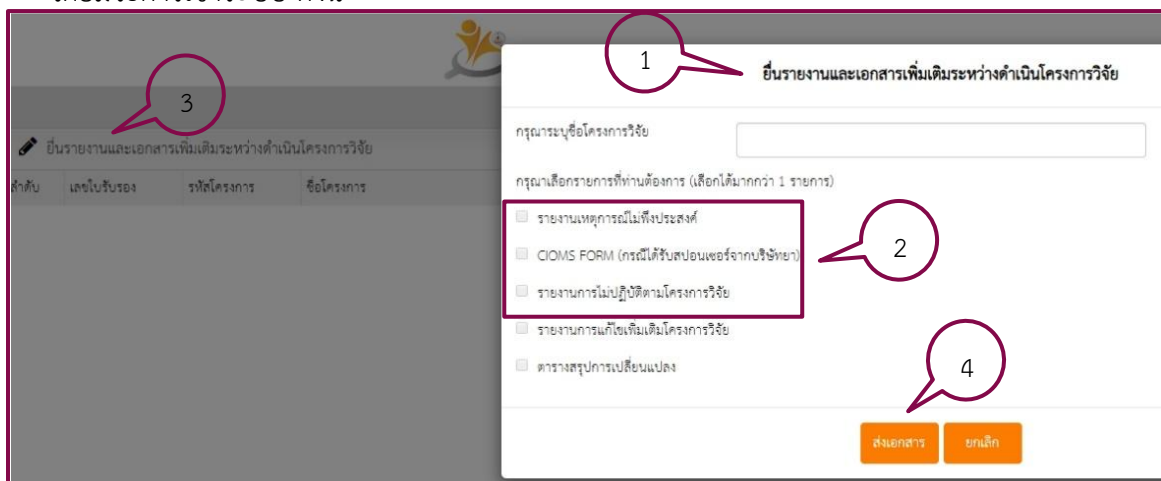 1
ยื่นรายงานและเอกสารเพิ่มเติมระหว่างดำเนินโครงการวิจัย
3
กรุณาระบุชื่อโครงการวิจัย
ยื่นรายงานและเอกสารเพิ่มเติมระหว่างดำเนินโครงการวิจัย
ลำดับ เลขใบรับรอง รหัสโครงการ ชื่อโครงการ
กรุณาเลือกรายการที่ท่านต้องการ (เลือกได้มากกว่า 1 รายการ)
รายงานเหตุการณ์ไม่พึงประสงค์
CIOMS FORM (กรณีได้รับสปอนเซอร์จากบริษัทยา)
2
รายงานการไม่ปฏิบัติตามโครงการวิจัย
รายงานการแก้ไขเพิ่มเติมโครงการวิจัย
ตารางสรุปการเปลี่ยนแปลง
4
ส่งเอกสาร ยกเลิก